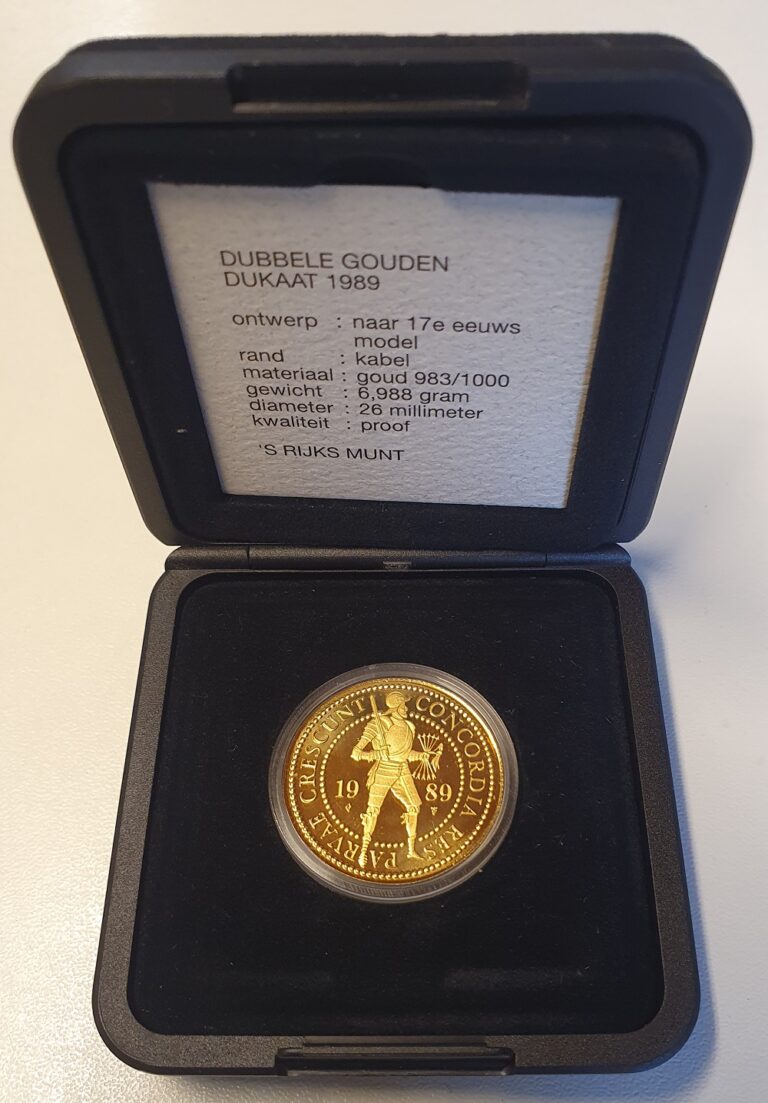 DUBBELE GOUDEN
DUKAAT 1989
ontwerp : naar 17e eeuws
model
rand : kabel
materiaal : goud 983/1000
gewicht : 6,988 gram
diameter : 26 millimeter
kwaliteit : proof
'S RIJKS MUNT
CONCORDIA RES PARVAE CRESCUNT
19 89